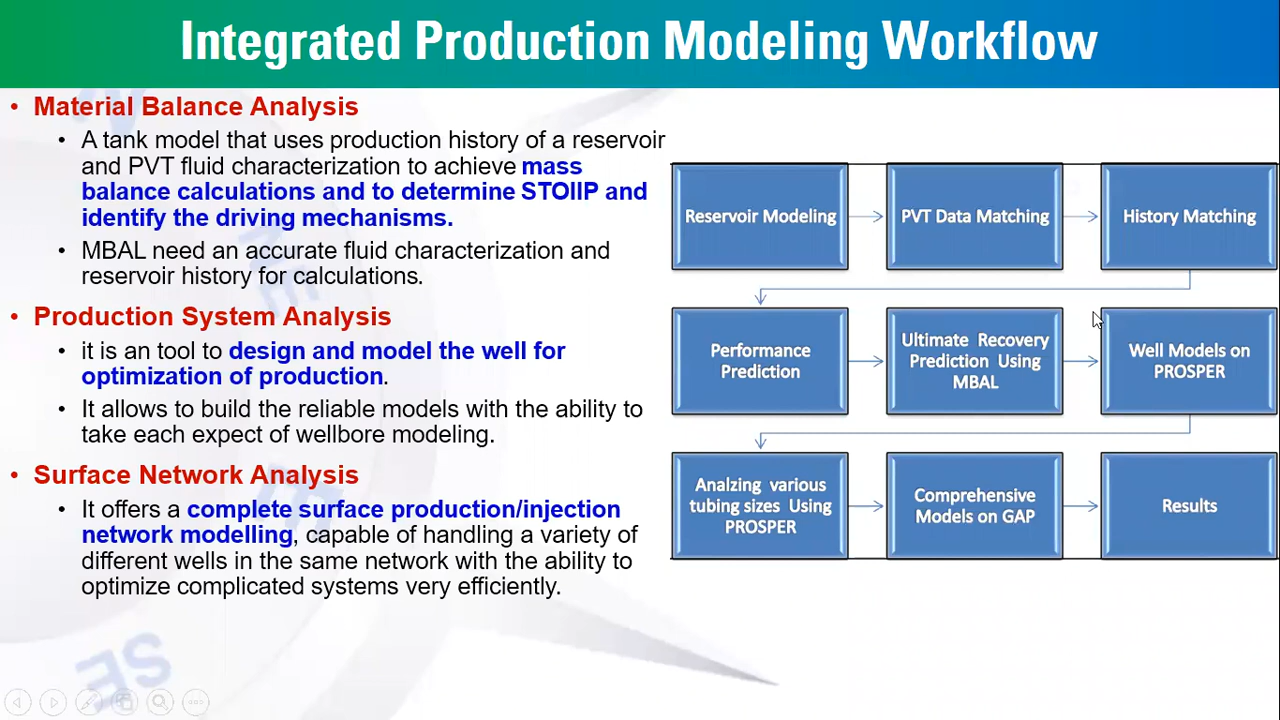 Integrated Production Modeling Workflow
• Material Balance Analysis
• A tank model that uses production history of a reservoir
and PVT fluid characterization to achieve mass
balance calculations and to determine STOIIP and
identify the driving mechanisms.
• MBAL need an accurate fluid characterization and
reservoir history for calculations.
• Production System Analysis
• it is an tool to design and model the well for
optimization of production.
• It allows to build the reliable models with the ability to
take each expect of wellbore modeling.
• Surface Network Analysis
• It offers a complete surface production/injection
network modelling, capable of handling a variety of
different wells in the same network with the ability to
optimize complicated systems very efficiently.
Reservoir Modeling
PVT Data Matching
History Matching
Performance
Prediction
Ultimate Recovery
Prediction Using
MBAL
Well Models on
PROSPER
Analzing various
tubing sizes Using
PROSPER
Comprehensive
Models on GAP
Results
SE